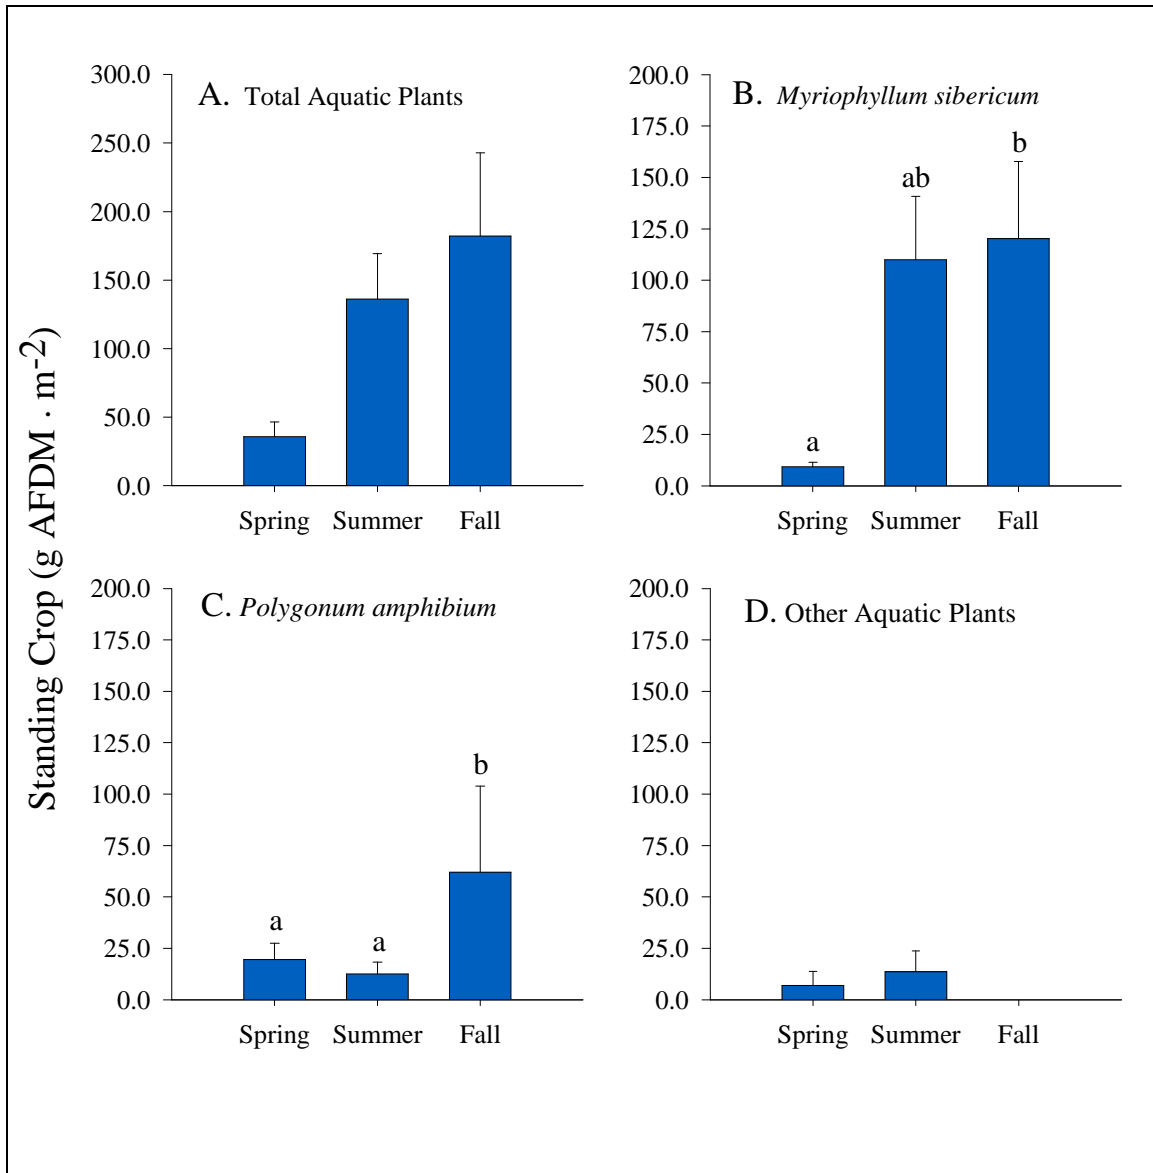 Standing Crop (g AFDM . m-2)
A. Total Aquatic Plants
300.0
250.0
200.0
150.0
100.0
50.0
0.0
Spring Summer Fall
B. Myriophyllum sibericum
200.0
175.0
150.0
125.0
100.0
75.0
50.0
25.0
0.0
a
ab
b
Spring Summer Fall
C. Polygonum amphibium
200.0
175.0
150.0
125.0
100.0
75.0
50.0
25.0
0.0
a
a
b
Spring Summer Fall
D. Other Aquatic Plants
200.0
175.0
150.0
125.0
100.0
75.0
50.0
25.0
0.0
Spring Summer Fall